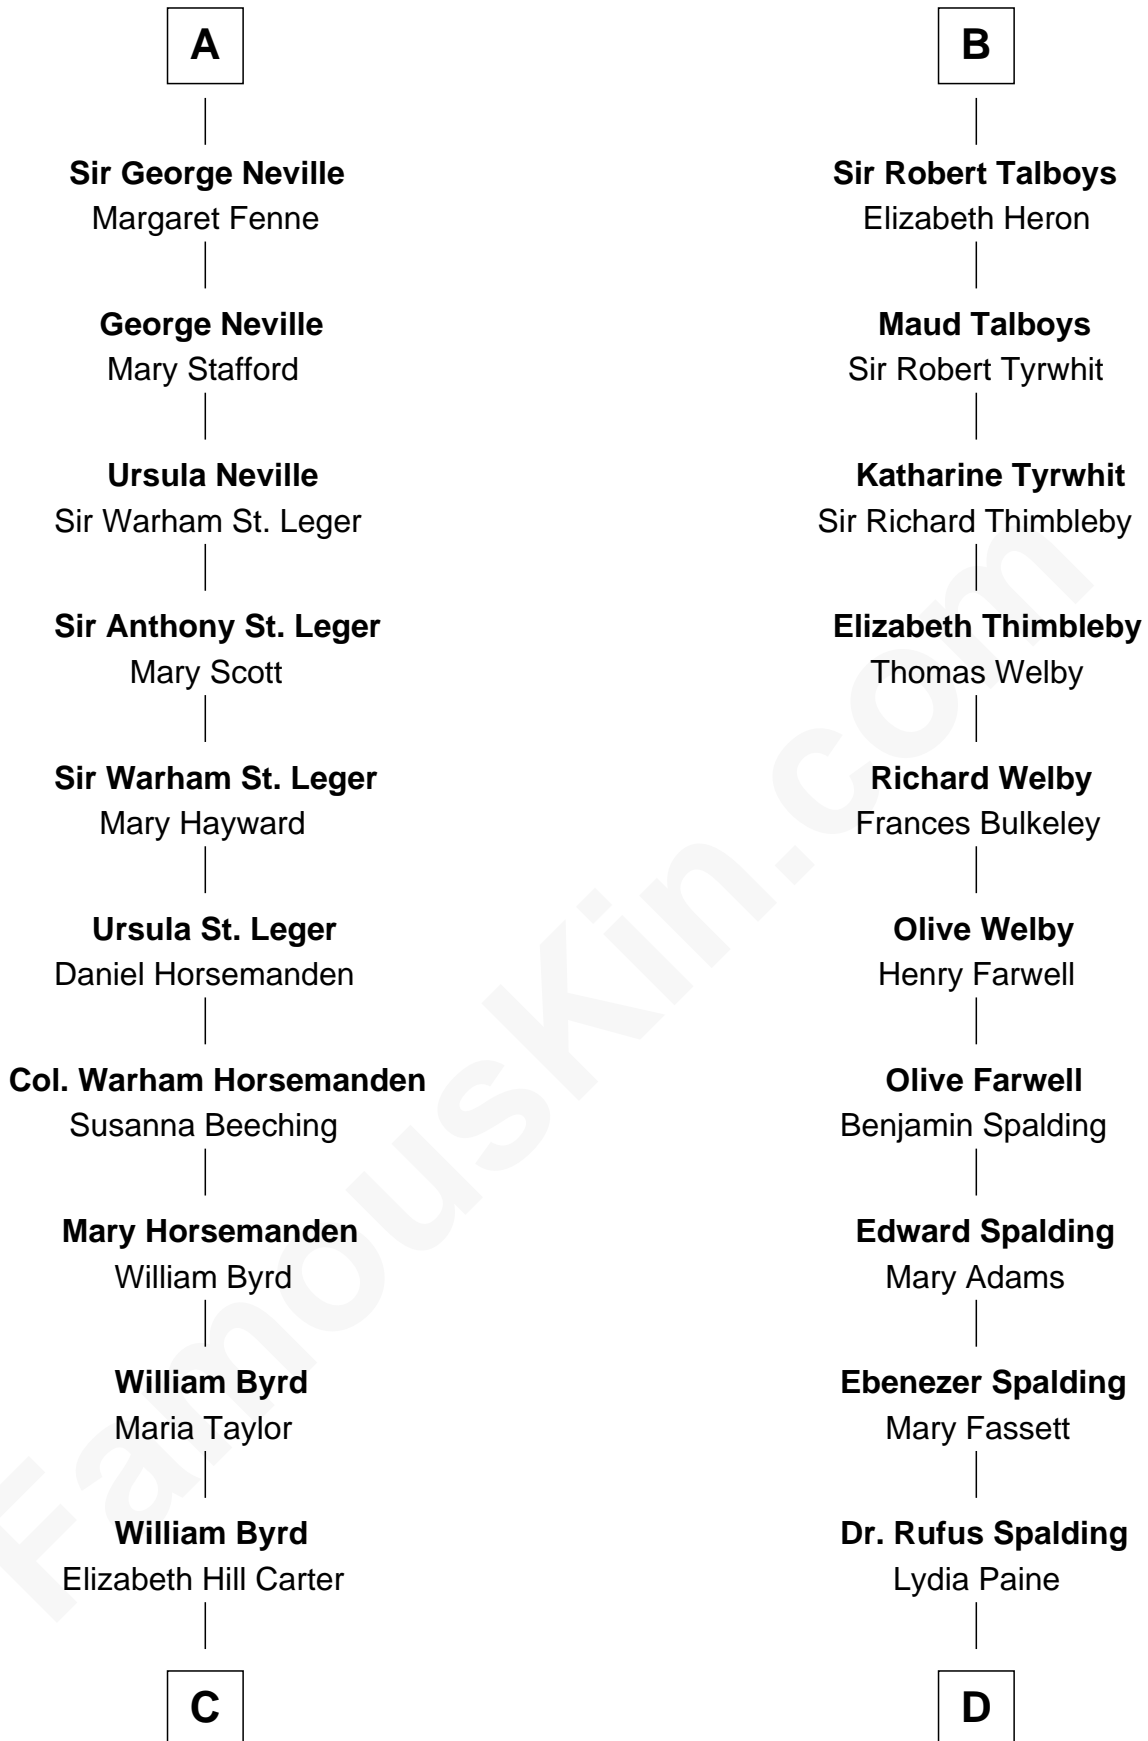 A
Sir George Neville
Margaret Fenne
George Neville
Mary Stafford
Ursula Neville
Sir Warham St. Leger
Sir Anthony St. Leger
Mary Scott
Sir Warham St. Leger
Mary Hayward
Ursula St. Leger
Daniel Horsemanden
Col. Warham Horsemanden
Susanna Beeching
Mary Horsemanden
William Byrd
William Byrd
Maria Taylor
William Byrd
Elizabeth Hill Carter
C
B
Sir Robert Talboys
Elizabeth Heron
Maud Talboys
Sir Robert Tyrwhit
Katharine Tyrwhit
Sir Richard Thimbleby
Elizabeth Thimbleby
Thomas Welby
Richard Welby
Frances Bulkeley
Olive Welby
Henry Farwell
Olive Farwell
Benjamin Spalding
Edward Spalding
Mary Adams
Ebenezer Spalding
Mary Fassett
Dr. Rufus Spalding
Lydia Paine
D
FamousKin.com